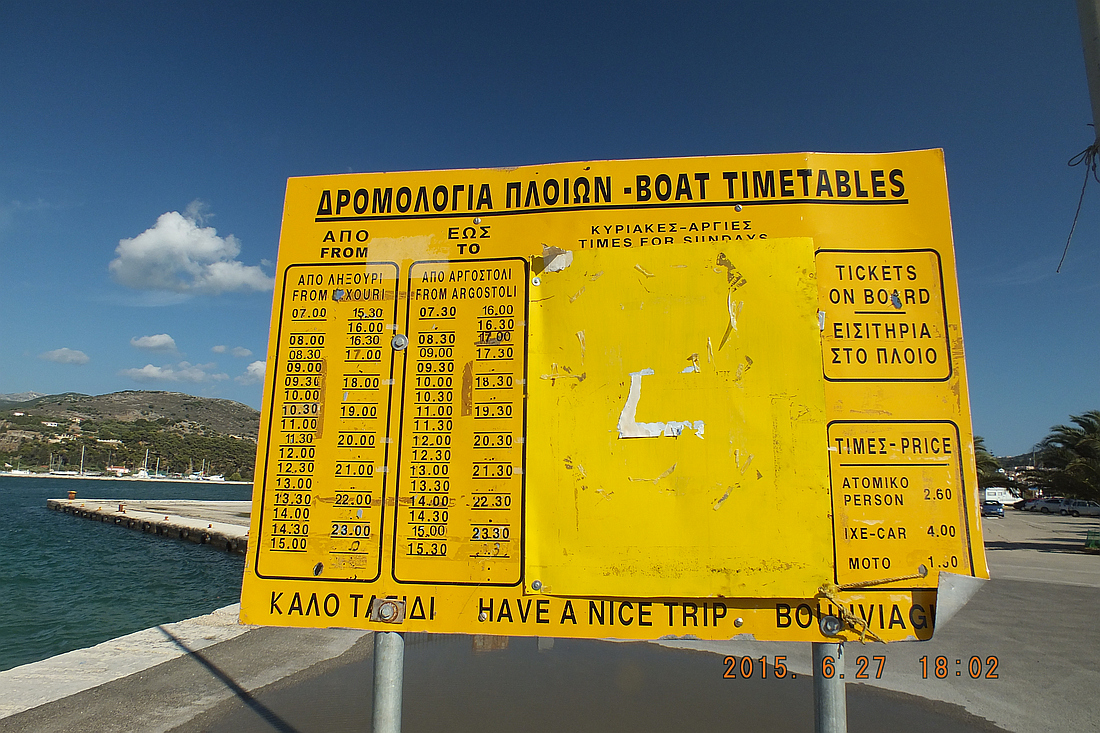 ΔΡΟΜΟΛΟΓΙΑ ΠΛΟΙΩΝ -BOAT TIMETABLES
ΑΠΟ
FROM
ΕΩΣ
TO
ΚΥΡΙΑΚΕΣ-ΑΡΓΙΕΣ
TIMES FOR SUNDAYS
ΑΠΟ ΛΗΞΟΥΡΙ
FROM LIXOURI
07.00 15.30
16.00
08.00 16.30
08.30 17.00
09.00
09.30 18.00
10.00
10.30 19.00
11.00
11.30 20.00
12.00
12.30 21.00
13.00
13.30 22.00
14.00
14.30 23.00
15.00
ΑΠΟ ΑΡΓΟΣΤΟΛΙ
FROM ARGOSTOLI
07.30 16.00
16.30
08.30 17.00
09.00 17.30
09.30
10.00 18.30
10.30
11.00 19.30
11.30
12.00 20.30
12.30
13.00 21.30
13.30
14.00 22.30
14.30
15.00 23.30
15.30
TICKETS
ON BOARD
ΕΙΣΙΤΗΡΙΑ
ΣΤΟ ΠΛΟΙΟ
ΤΙΜΕΣ-PRICE
ΑΤΟΜΙΚΟ
PERSON 2.60
ΙΧΕ-CAR 4.00
ΜΟΤΟ
ΚΑΛΟ ΤΑΞΙΔΙ HAVE A NICE TRIP
2015. 6.27 18:02